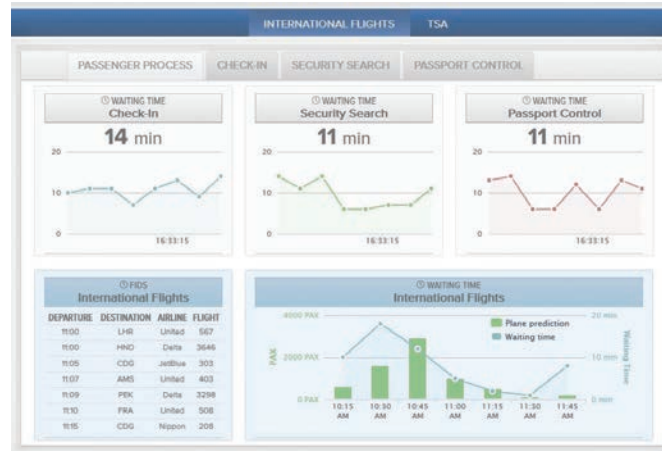 INTERNATIONAL FLIGHTS TSA
PASSENGER PROCESS CHECK-IN SECURITY SEARCH PASSPORT CONTROL
WAITING TIME
Check-In
14 min
20
10
0
16:33:15
WAITING TIME
Security Search
11 min
20
10
0
16:33:15
WAITING TIME
Passport Control
11 min
20
10
0
16:33:15
FIDS
International Flights
DEPARTURE DESTINATION AIRLINE FLIGHT
11:00 LHR United 567
11:00 HND Delta 3646
11:05 CDG JetBlue 303
11:07 AMS United 403
11:09 PEK Delta 3298
11:10 FRA United 508
11:15 CDG Nippon 208
WAITING TIME
International Flights
4000 PAX
2000 PAX
0 PAX
PAX
Plane prediction
Waiting time
20 min
10 min
0 min
Waiting Time
10:15 AM
10:30 AM
10:45 AM
11:00 AM
11:15 AM
11:30 AM
11:45 AM